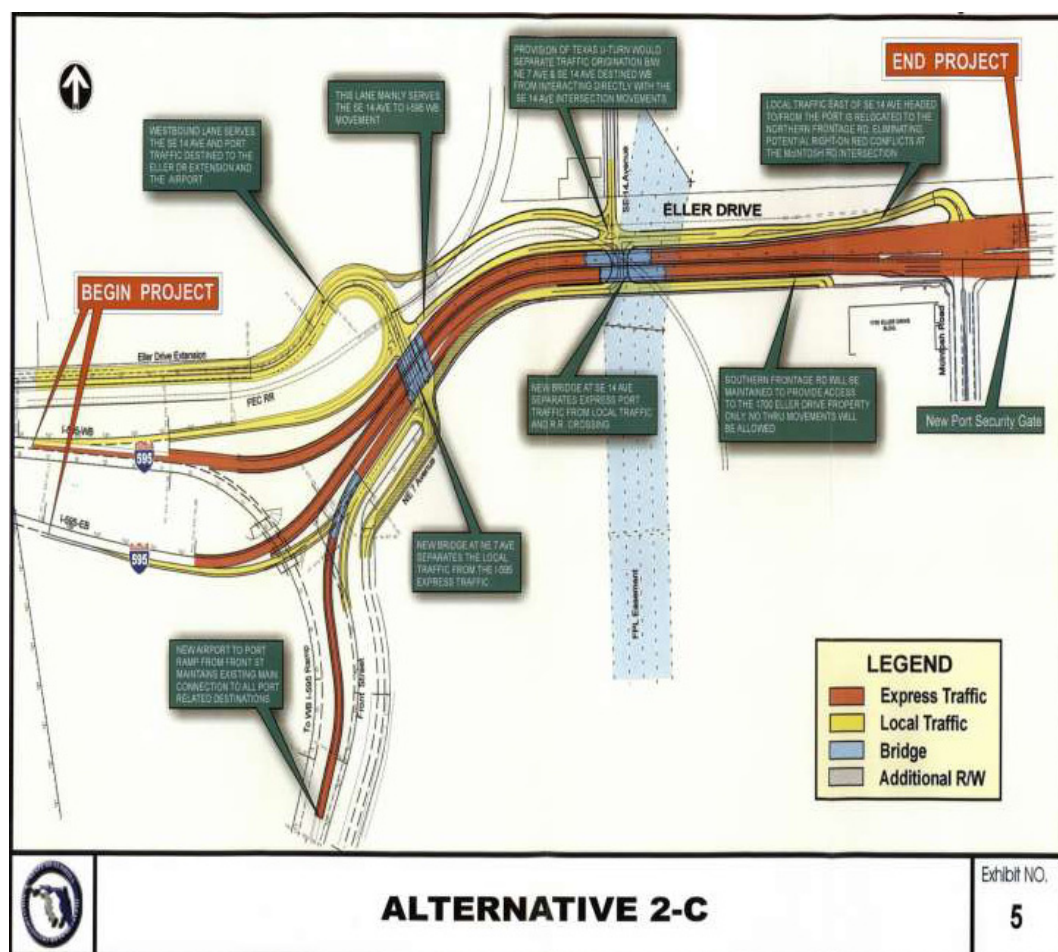 PROVISION OF TEXAS U-TURN WOULD
SEPARATE TRAFFIC ORIGINATION B/W
NE 7 AVE & SE 14 AVE DESTINED WB
FROM INTERACTING DIRECTLY WITH THE
SE 14 AVE INTERSECTION MOVEMENTS.
END PROJECT
THIS LANE MAINLY SERVES
THE SE 14 AVE TO I-595 WB
MOVEMENT
LOCAL TRAFFIC EAST OF SE 14 AVE HEADED
TO/FROM THE PORT IS RELOCATED TO THE
NORTHERN FRONTAGE RD, ELIMINATING
POTENTIAL RIGHT-ON RED CONFLICTS AT
THE McINTOSH RD INTERSECTION
WESTBOUND LANE SERVES
THE SE 14 AVE AND PORT
TRAFFIC DESTINED TO THE
ELLER DR EXTENSION AND
THE AIRPORT
SE 14 Avenue
ELLER DRIVE
BEGIN PROJECT
1700 ELLER DRIVE
BLDG.
McIntosh Road
Eller Drive Extension
FEC RR
I-595-WB
595
NEW BRIDGE AT SE 14 AVE
SEPARATES EXPRESS PORT
TRAFFIC FROM LOCAL TRAFFIC
AND R.R. CROSSING
SOUTHERN FRONTAGE RD WILL BE
MAINTAINED TO PROVIDE ACCESS
TO THE 1700 ELLER DRIVE PROPERTY
ONLY. NO THRU MOVEMENTS WILL
BE ALLOWED
New Port Security Gate
NE 7 Avenue
I-595-EB
595
NEW BRIDGE AT NE 7 AVE
SEPARATES THE LOCAL
TRAFFIC FROM THE I-595
EXPRESS TRAFFIC
FPL Easement
NEW AIRPORT TO PORT
RAMP FROM FRONT ST
MAINTAINS EXISTING MAIN
CONNECTION TO ALL PORT
RELATED DESTINATIONS
To WB I-595 Ramp
Front Street
LEGEND
Express Traffic
Local Traffic
Bridge
Additional R/W
ALTERNATIVE 2-C
Exhibit NO.
5